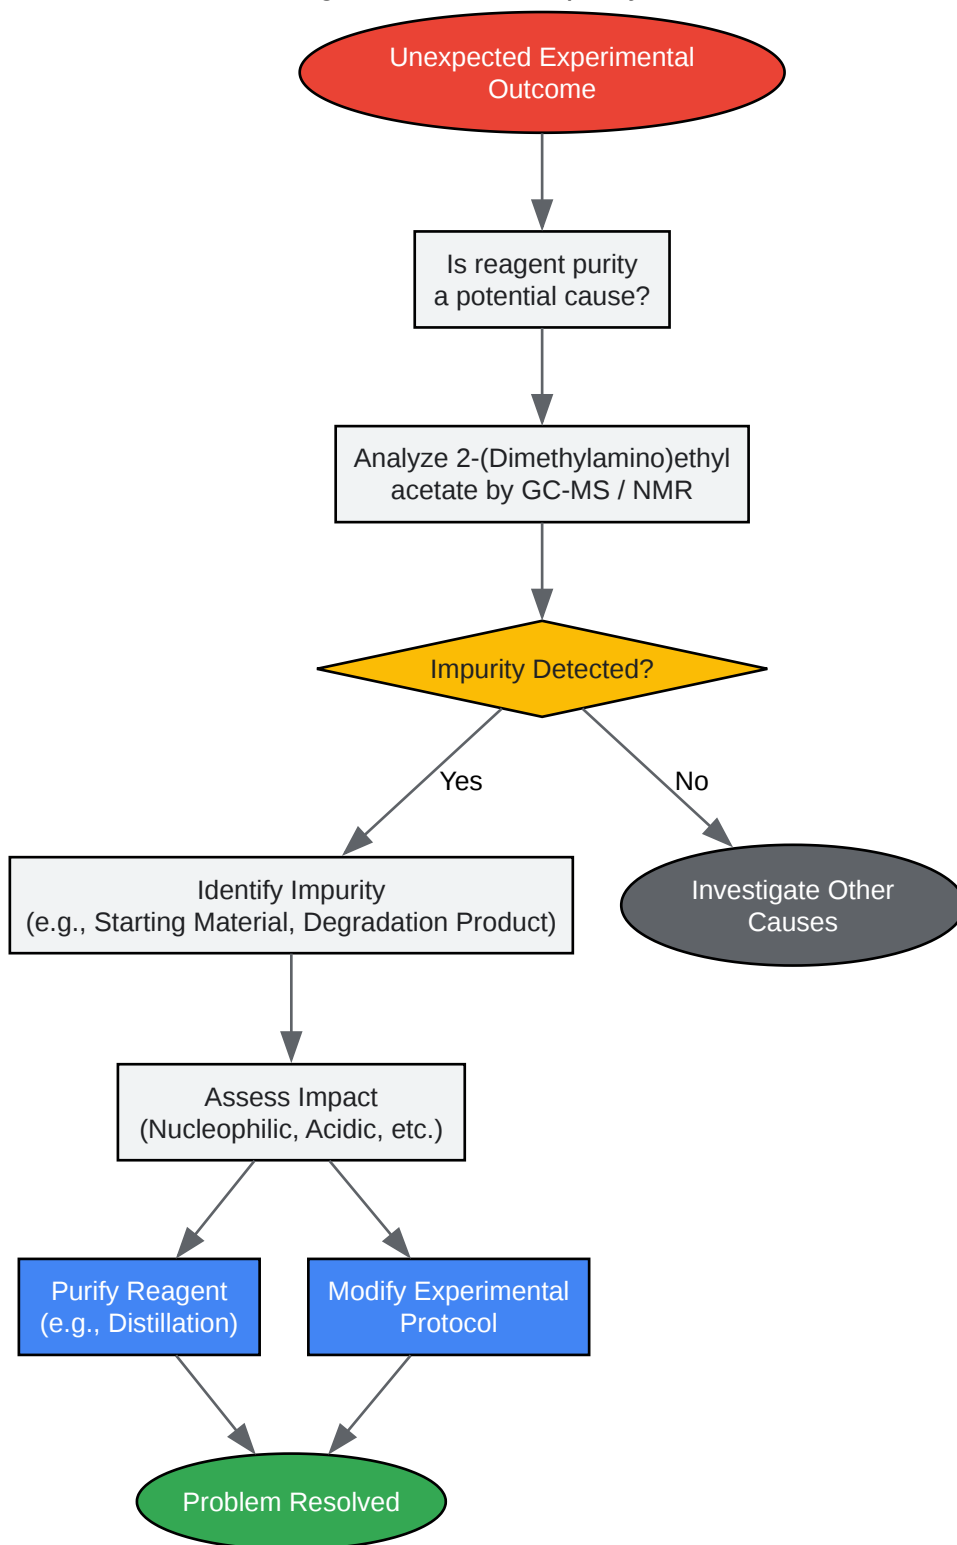 Unexpected Experimental
Outcome
Is reagent purity
a potential cause?
Analyze 2-(Dimethylamino)ethyl
acetate by GC-MS / NMR
Impurity Detected?
Yes
No
Identify Impurity
(e.g., Starting Material, Degradation Product)
Investigate Other
Causes
Assess Impact
(Nucleophilic, Acidic, etc.)
Purify Reagent
(e.g., Distillation)
Modify Experimental
Protocol
Problem Resolved